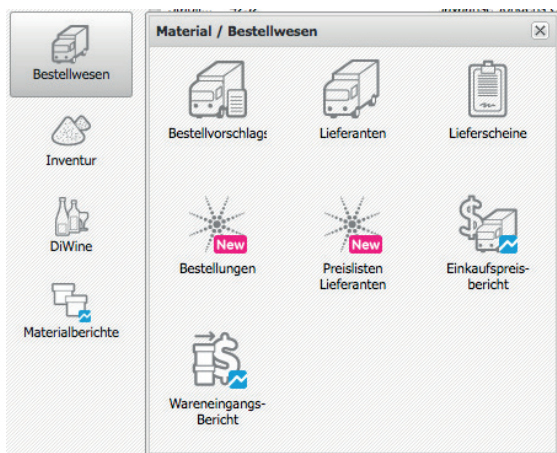 Material / Bestellwesen
Bestellwesen
Inventur
DiWine
Materialberichte
Bestellvorschlags
Lieferanten
Lieferscheine
New
New
Bestellungen
Preislisten
Lieferanten
Einkaufspreis-
bericht
Wareneingangs-
Bericht